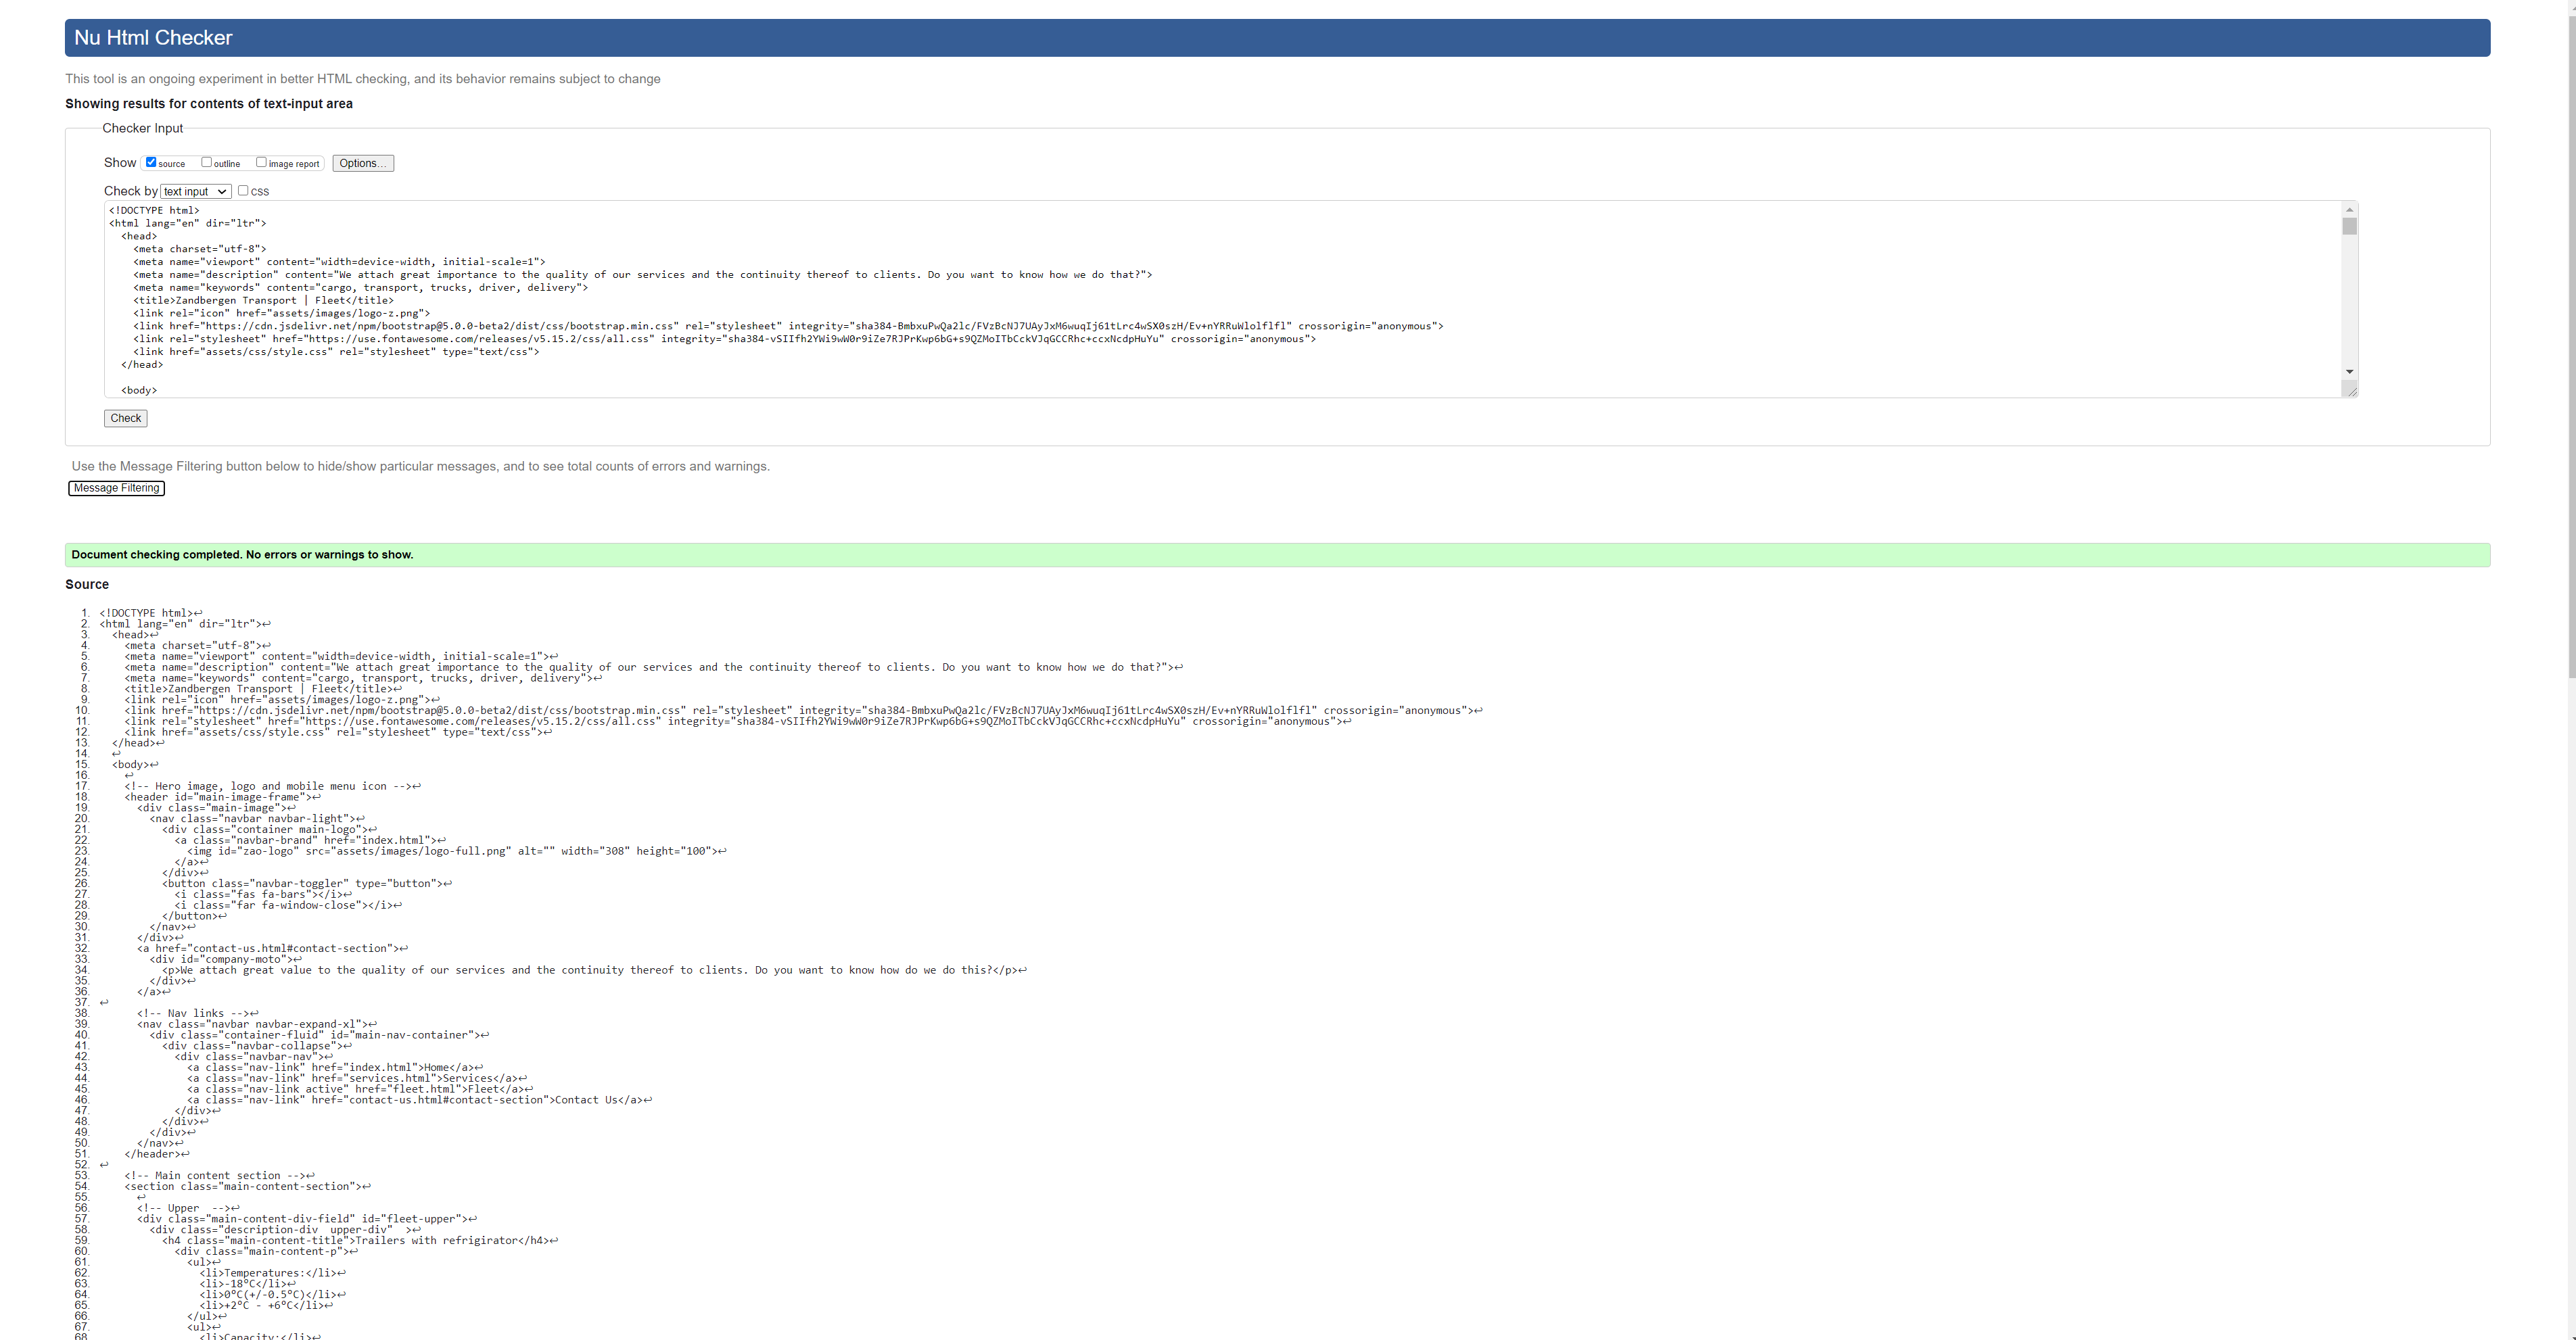 Nu Html Checker
This tool is an ongoing experiment in better HTML checking, and its behavior remains subject to change
Showing results for contents of text-input area
Checker Input
Show source outline image report Options...
Check by text input css
<!DOCTYPE html>
<html lang="en" dir="ltr">
  <head>
    <meta charset="utf-8">
    <meta name="viewport" content="width=device-width, initial-scale=1">
    <meta name="description" content="We attach great importance to the quality of our services and the continuity thereof to clients. Do you want to know how we do that?">
    <meta name="keywords" content="cargo, transport, trucks, driver, delivery">
    <title>Zandbergen Transport | Fleet</title>
    <link rel="icon" href="assets/images/logo-z.png">
    <link href="https://cdn.jsdelivr.net/npm/bootstrap@5.0.0-beta2/dist/css/bootstrap.min.css" rel="stylesheet" integrity="sha384-BmbxuPwQa2lc/FVzBcNJ7UAyJxM6wuqIj61tLrc4wSX0szH/Ev+nYRRuWlolflfl" crossorigin="anonymous">
    <link rel="stylesheet" href="https://use.fontawesome.com/releases/v5.15.2/css/all.css" integrity="sha384-vSIIfh2YWi9wW0r9iZe7RJPrKwp6bG+s9QZMoITbCckVJqGCCRhc+ccxNcdpHuYu" crossorigin="anonymous">
    <link href="assets/css/style.css" rel="stylesheet" type="text/css">
  </head>
  <body>
Check
Use the Message Filtering button below to hide/show particular messages, and to see total counts of errors and warnings.
Message Filtering
Document checking completed. No errors or warnings to show.
Source
1. <!DOCTYPE html>↩
2. <html lang="en" dir="ltr">↩
3.   <head>↩
4.     <meta charset="utf-8">↩
5.     <meta name="viewport" content="width=device-width, initial-scale=1">↩
6.     <meta name="description" content="We attach great importance to the quality of our services and the continuity thereof to clients. Do you want to know how we do that?">↩
7.     <meta name="keywords" content="cargo, transport, trucks, driver, delivery">↩
8.     <title>Zandbergen Transport | Fleet</title>↩
9.     <link rel="icon" href="assets/images/logo-z.png">↩
10.     <link href="https://cdn.jsdelivr.net/npm/bootstrap@5.0.0-beta2/dist/css/bootstrap.min.css" rel="stylesheet" integrity="sha384-BmbxuPwQa2lc/FVzBcNJ7UAyJxM6wuqIj61tLrc4wSX0szH/Ev+nYRRuWlolflfl" crossorigin="anonymous">↩
11.     <link rel="stylesheet" href="https://use.fontawesome.com/releases/v5.15.2/css/all.css" integrity="sha384-vSIIfh2YWi9wW0r9iZe7RJPrKwp6bG+s9QZMoITbCckVJqGCCRhc+ccxNcdpHuYu" crossorigin="anonymous">↩
12.     <link href="assets/css/style.css" rel="stylesheet" type="text/css">↩
13.   </head>↩
14.   ↩
15.   <body>↩
16.     ↩
17.     <!-- Hero image, logo and mobile menu icon -->↩
18.     <header id="main-image-frame">↩
19.       <div class="main-image">↩
20.         <nav class="navbar navbar-light">↩
21.           <div class="container main-logo">↩
22.             <a class="navbar-brand" href="index.html">↩
23.               <img id="zao-logo" src="assets/images/logo-full.png" alt="" width="308" height="100">↩
24.             </a>↩
25.           </div>↩
26.           <button class="navbar-toggler" type="button">↩
27.             <i class="fas fa-bars"></i>↩
28.             <i class="far fa-window-close"></i>↩
29.           </button>↩
30.         </nav>↩
31.       </div>↩
32.       <a href="contact-us.html#contact-section">↩
33.         <div id="company-moto">↩
34.           <p>We attach great value to the quality of our services and the continuity thereof to clients. Do you want to know how do we do this?</p>↩
35.         </div>↩
36.       </a>↩
37. ↩
38.       <!-- Nav links -->↩
39.       <nav class="navbar navbar-expand-xl">↩
40.         <div class="container-fluid" id="main-nav-container">↩
41.           <div class="navbar-collapse">↩
42.             <div class="navbar-nav">↩
43.               <a class="nav-link" href="index.html">Home</a>↩
44.               <a class="nav-link" href="services.html">Services</a>↩
45.               <a class="nav-link active" href="fleet.html">Fleet</a>↩
46.               <a class="nav-link" href="contact-us.html#contact-section">Contact Us</a>↩
47.             </div>↩
48.           </div>↩
49.         </div>↩
50.       </nav>↩
51.     </header>↩
52. ↩
53.     <!-- Main content section -->↩
54.     <section class="main-content-section">↩
55.       ↩
56.       <!-- Upper  -->↩
57.       <div class="main-content-div-field" id="fleet-upper">↩
58.         <div class="description-div  upper-div"  >↩
59.           <h4 class="main-content-title">Trailers with refrigirator</h4>↩
60.             <div class="main-content-p">↩
61.               <ul>↩
62.                 <li>Temperatures:</li>↩
63.                 <li>-18°C</li>↩
64.                 <li>0°C(+/-0.5°C)</li>↩
65.                 <li>+2°C - +6°C</li>↩
66.               </ul>↩
67.               <ul>↩
68.                 <li>Capacity:</li>↩